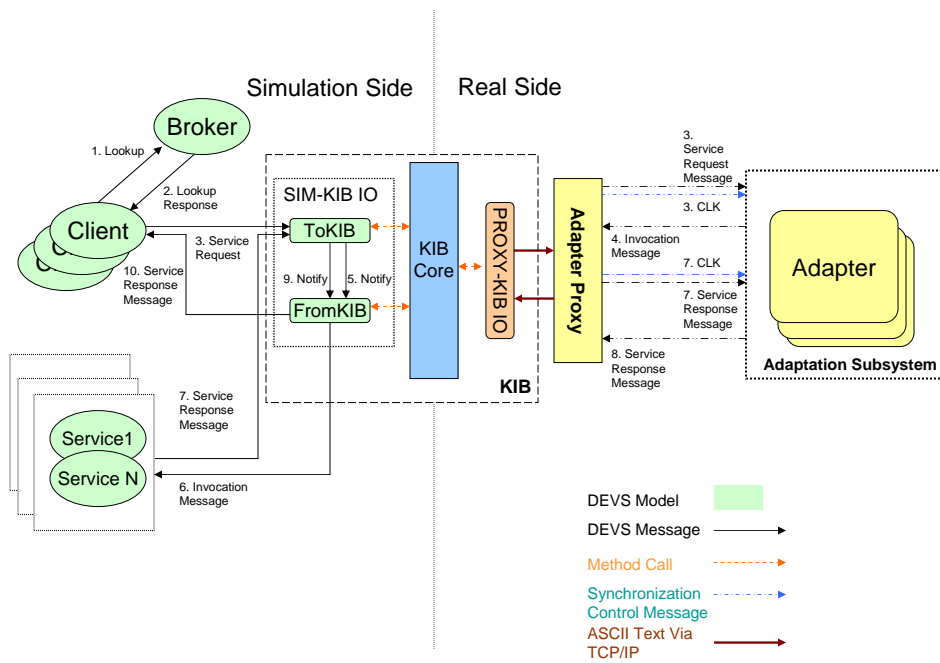 Simulation Side
Real Side
Broker
1. Lookup
2. Lookup
Response
Client
C
C
3. Service
Request
10. Service
Response
Message
SIM-KIB IO
ToKIB
9. Notify
5. Notify
FromKIB
KIB
Core
PROXY-KIB IO
KIB
Adapter Proxy
3.
Service
Request
Message
3. CLK
4. Invocation
Message
7. CLK
7. Service
Response
Message
8. Service
Response
Message
Adapter
Adaptation Subsystem
7. Service
Response
Message
Service1
Service N
6. Invocation
Message
DEVS Model
DEVS Message
Method Call
Synchronization
Control Message
ASCII Text Via
TCP/IP